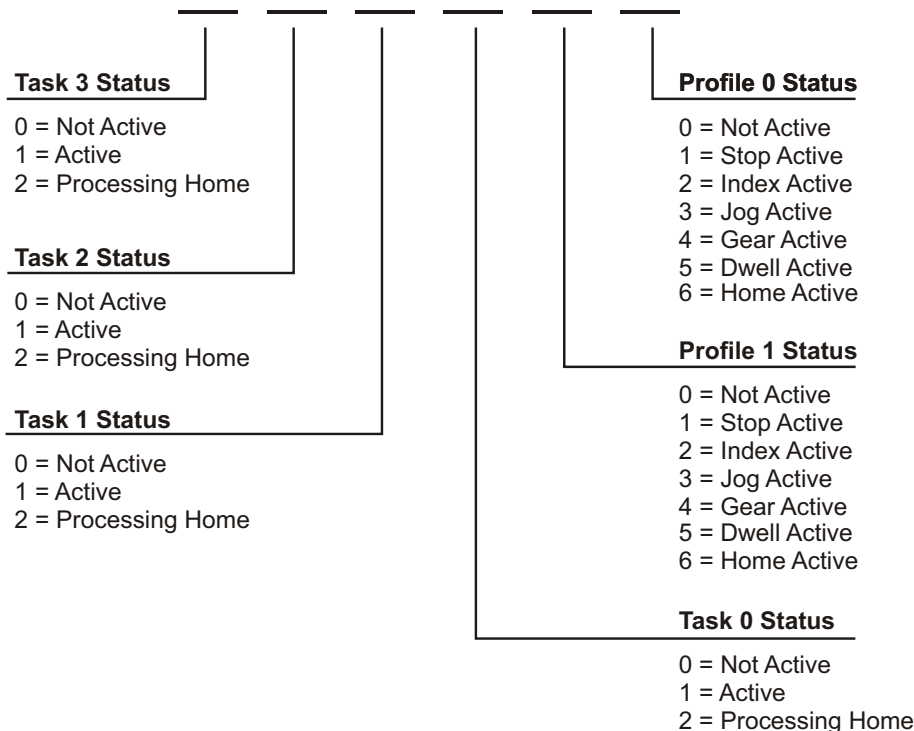 Task 3 Status
0 = Not Active
1 = Active
2 = Processing Home
Task 2 Status
0 = Not Active
1 = Active
2 = Processing Home
Task 1 Status
0 = Not Active
1 = Active
2 = Processing Home
Profile 0 Status
0 = Not Active
1 = Stop Active
2 = Index Active
3 = Jog Active
4 = Gear Active
5 = Dwell Active
6 = Home Active
Profile 1 Status
0 = Not Active
1 = Stop Active
2 = Index Active
3 = Jog Active
4 = Gear Active
5 = Dwell Active
6 = Home Active
Task 0 Status
0 = Not Active
1 = Active
2 = Processing Home